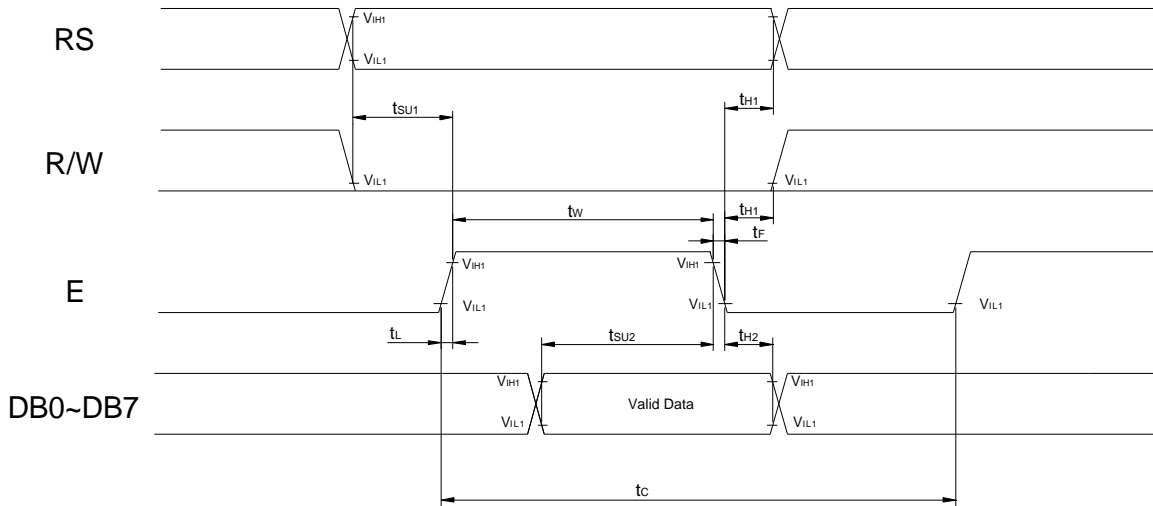 RS
VIH1
VIL1
tSU1
tH1
R/W
VIL1
VIL1
tW
tH1
tF
E
VIH1
VIH1
VIL1
VIL1
VIL1
tL
tSU2
tH2
DB0~DB7
VIH1
VIH1
Valid Data
VIL1
VIL1
tC